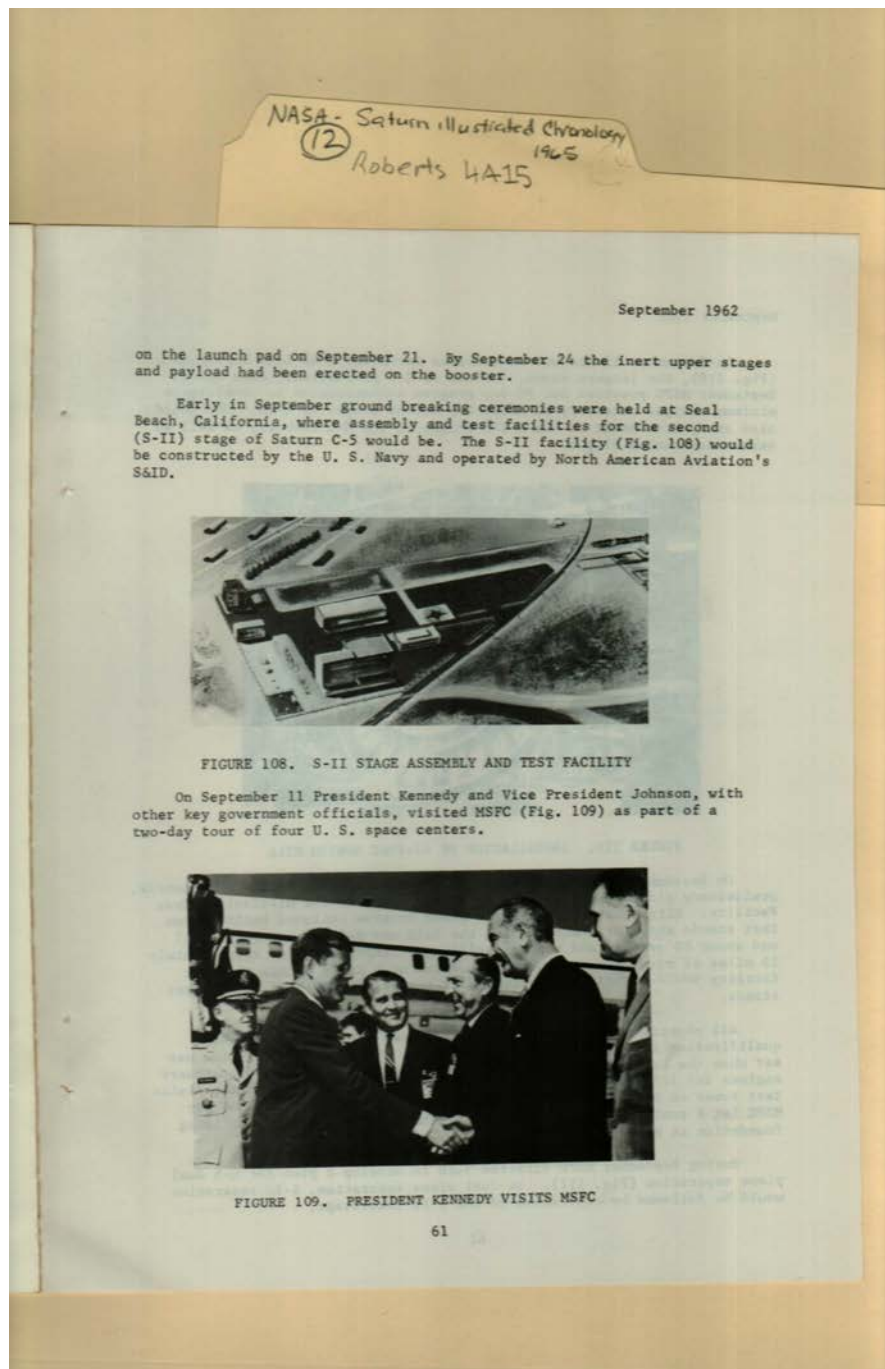 NASA - Saturn illustrated Chronology
12
1965
Roberts 4A15
September 1962
on the launch pad on September 21. By September 24 the inert upper stages
and payload had been erected on the booster.
Early in September ground breaking ceremonies were held at Seal
Beach, California, where assembly and test facilities for the second
(S-II) stage of Saturn C-5 would be. The S-II facility (Fig. 108) would
be constructed by the U. S. Navy and operated by North American Aviation's
S&ID.
FIGURE 108. S-II STAGE ASSEMBLY AND TEST FACILITY
On September 11 President Kennedy and Vice President Johnson, with
other key government officials, visited MSFC (Fig. 109) as part of a
two-day tour of four U. S. space centers.
FIGURE 109. PRESIDENT KENNEDY VISITS MSFC
61